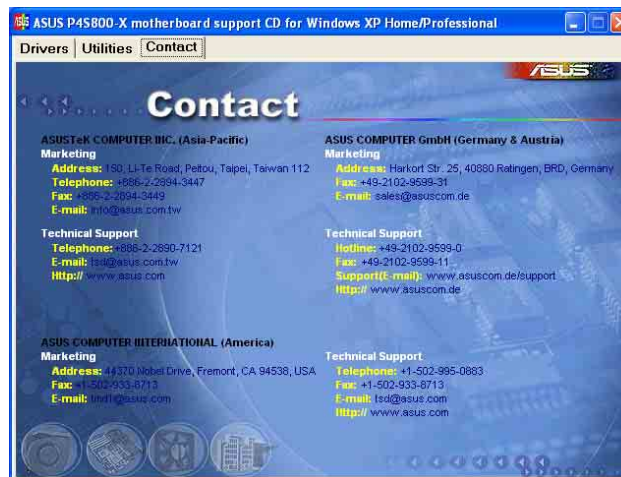 ASUS P4S800-X motherboard support CD for Windows XP Home/Professional
Drivers Utilities Contact
ASUS
Contact
ASUSTeK COMPUTER INC. (Asia-Pacific)
Marketing
Address: 150, Li-Te Road, Peitou, Taipei, Taiwan 112
Telephone: +886-2-2894-3447
Fax: +886-2-2894-3449
E-mail: info@asus.com.tw
Technical Support
Telephone: +886-2-2890-7121
E-mail: tsd@asus.com.tw
Http:// www.asus.com
ASUS COMPUTER GmbH (Germany & Austria)
Marketing
Address: Harkort Str. 25, 40880 Ratingen, BRD, Germany
Fax: +49-2102-9599-31
E-mail: sales@asuscom.de
Technical Support
Hotline: +49-2102-9599-0
Fax: +49-2102-9599-11
Support(E-mail): www.asuscom.de/support
Http:// www.asuscom.de
ASUS COMPUTER INTERNATIONAL (America)
Marketing
Address: 44370 Nobel Drive, Fremont, CA 94538, USA
Fax: +1-502-933-8713
E-mail: tmd1@asus.com
Technical Support
Telephone: +1-502-995-0883
Fax: +1-502-933-8713
E-mail: tsd@asus.com
Http:// www.asus.com